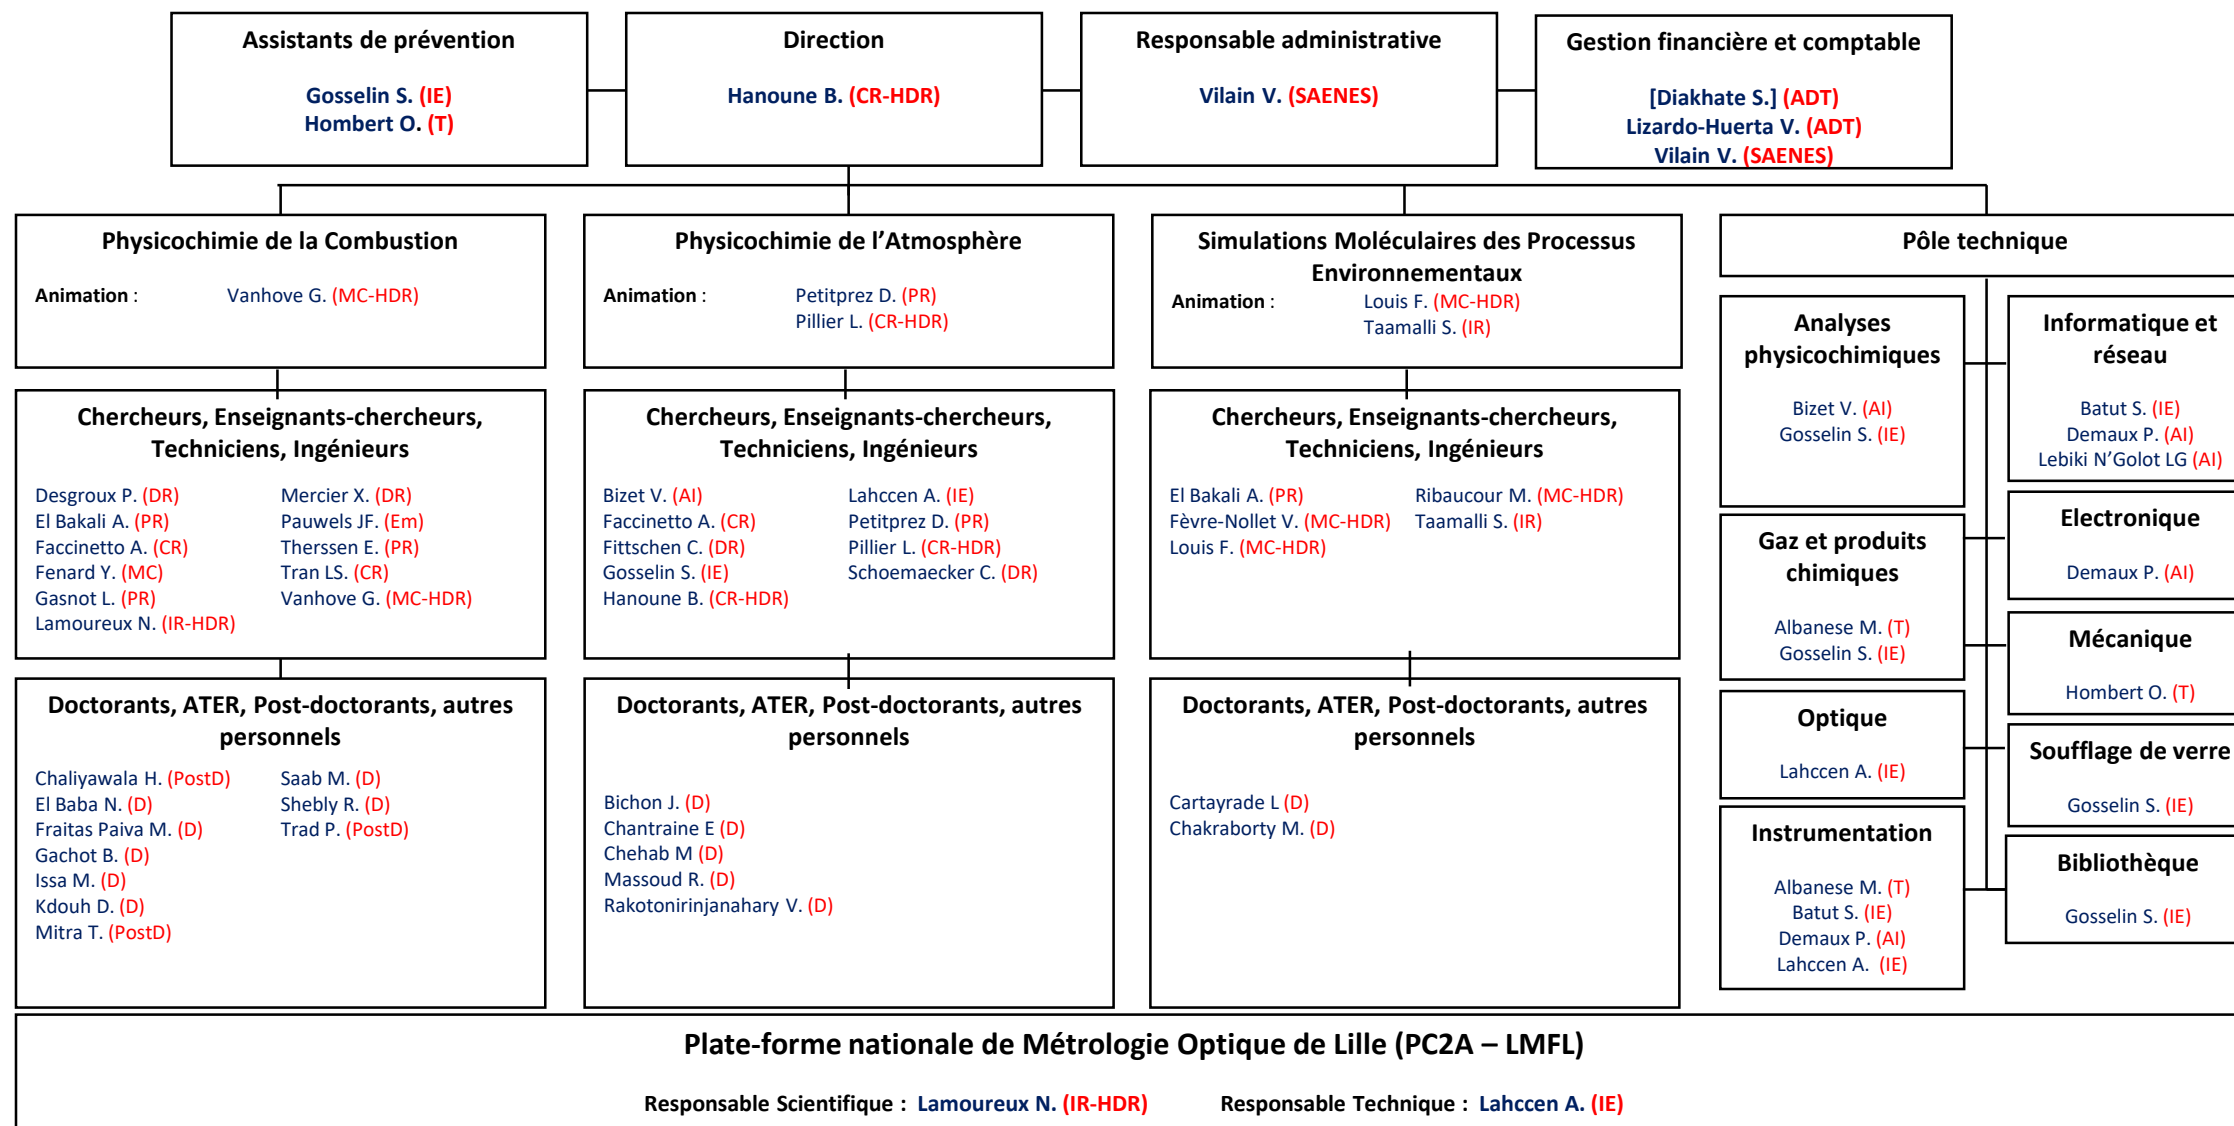 Assistants de prévention
Gosselin S. (IE)
Hombert O. (T)
Direction
Hanoune B. (CR-HDR)
Responsable administrative
Vilain V. (SAENES)
Gestion financière et comptable
[Diakhate S.] (ADT)
Lizardo-Huerta V. (ADT)
Vilain V. (SAENES)
Physicochimie de la Combustion
Animation : Vanhove G. (MC-HDR)
Chercheurs, Enseignants-chercheurs,
Techniciens, Ingénieurs
Desgroux P. (DR)
El Bakali A. (PR)
Faccinetto A. (CR)
Fenard Y. (MC)
Gasnot L. (PR)
Lamoureux N. (IR-HDR)
Mercier X. (DR)
Pauwels JF. (Em)
Therssen E. (PR)
Tran LS. (CR)
Vanhove G. (MC-HDR)
Doctorants, ATER, Post-doctorants, autres
personnels
Chaliyawala H. (PostD)
El Baba N. (D)
Fraitas Paiva M. (D)
Gachot B. (D)
Issa M. (D)
Kdouh D. (D)
Mitra T. (PostD)
Saab M. (D)
Shebly R. (D)
Trad P. (PostD)
Physicochimie de l’Atmosphère
Animation : Petitprez D. (PR)
Pillier L. (CR-HDR)
Chercheurs, Enseignants-chercheurs,
Techniciens, Ingénieurs
Bizet V. (AI)
Faccinetto A. (CR)
Fittschen C. (DR)
Gosselin S. (IE)
Hanoune B. (CR-HDR)
Lahccen A. (IE)
Petitprez D. (PR)
Pillier L. (CR-HDR)
Schoemaecker C. (DR)
Doctorants, ATER, Post-doctorants, autres
personnels
Bichon J. (D)
Chantraine E (D)
Chehab M (D)
Massoud R. (D)
Rakotonirinjanahary V. (D)
Simulations Moléculaires des Processus
Environnementaux
Animation : Louis F. (MC-HDR)
Taamalli S. (IR)
Chercheurs, Enseignants-chercheurs,
Techniciens, Ingénieurs
El Bakali A. (PR)
Fèvre-Nollet V. (MC-HDR)
Louis F. (MC-HDR)
Ribaucour M. (MC-HDR)
Taamalli S. (IR)
Doctorants, ATER, Post-doctorants, autres
personnels
Cartayrade L (D)
Chakraborty M. (D)
Pôle technique
Analyses
physicochimiques
Bizet V. (AI)
Gosselin S. (IE)
Gaz et produits
chimiques
Albanese M. (T)
Gosselin S. (IE)
Optique
Lahccen A. (IE)
Instrumentation
Albanese M. (T)
Batut S. (IE)
Demaux P. (AI)
Lahccen A. (IE)
Informatique et
réseau
Batut S. (IE)
Demaux P. (AI)
Lebiki N’Golot LG (AI)
Electronique
Demaux P. (AI)
Mécanique
Hombert O. (T)
Soufflage de verre
Gosselin S. (IE)
Bibliothèque
Gosselin S. (IE)
Plate-forme nationale de Métrologie Optique de Lille (PC2A – LMFL)
Responsable Scientifique : Lamoureux N. (IR-HDR) Responsable Technique : Lahccen A. (IE)